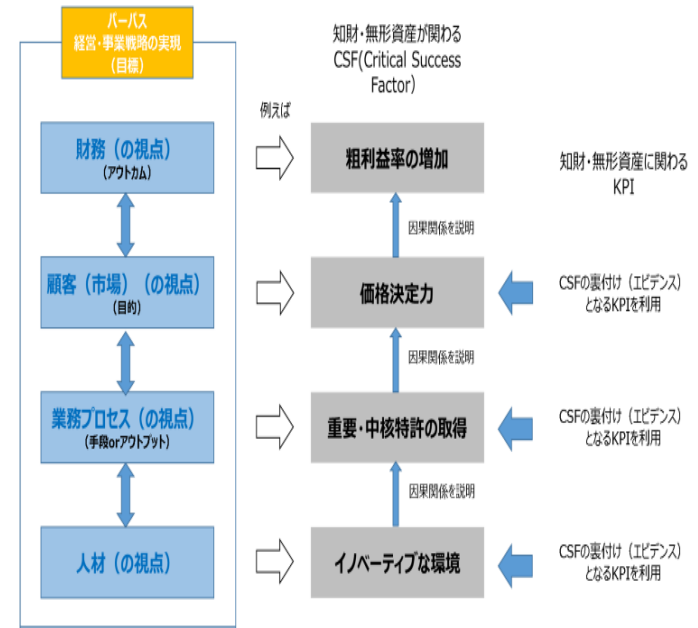 パーパス
経営・事業戦略の実現
（目標）
知財・無形資産が関わる
CSF(Critical Success
Factor）
例えば
財務（の視点）
（アウトカム）
粗利益率の増加
知財・無形資産に関わる
KPI
因果関係を説明
顧客（市場）（の視点）
（目的）
価格決定力
CSFの裏付け（エビデンス）
となるKPIを利用
因果関係を説明
業務プロセス（の視点）
（手段orアウトプット）
重要・中核特許の取得
CSFの裏付け（エビデンス）
となるKPIを利用
因果関係を説明
人材（の視点）
イノベーティブな環境
CSFの裏付け（エビデンス）
となるKPIを利用